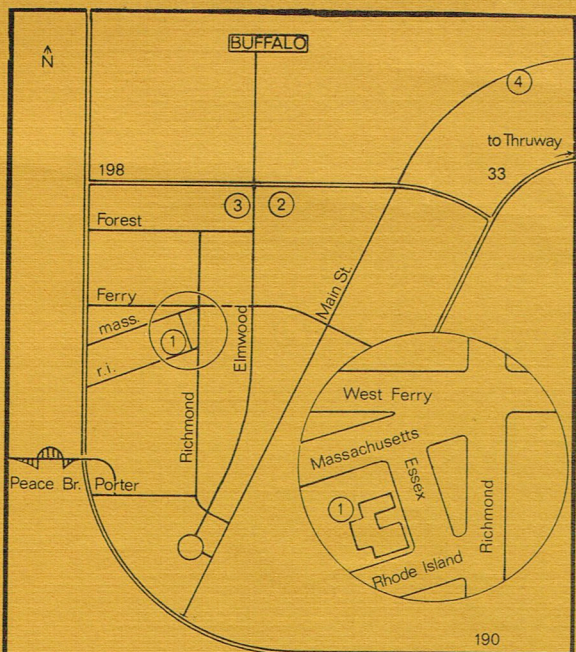 BUFFALO
N
4
to Thruway
33
198
3
2
Forest
Ferry
mass.
1
r.i.
Elmwood
Main St.
Richmond
Peace Br.
Porter
West Ferry
Massachusetts
Essex
1
Richmond
Rhode Island
190